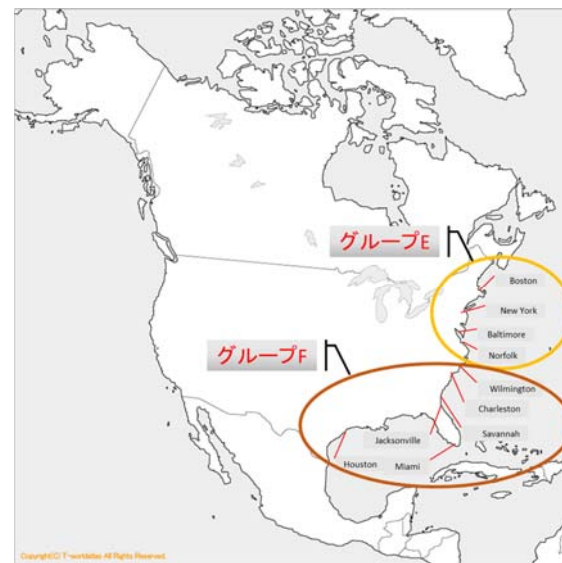 グループE
Boston
New York
Baltimore
Norfolk
グループF
Wilmington
Charleston
Jacksonville
Savannah
Houston
Miami
Copyright(C) T-worldatlas All Rights Reserved.